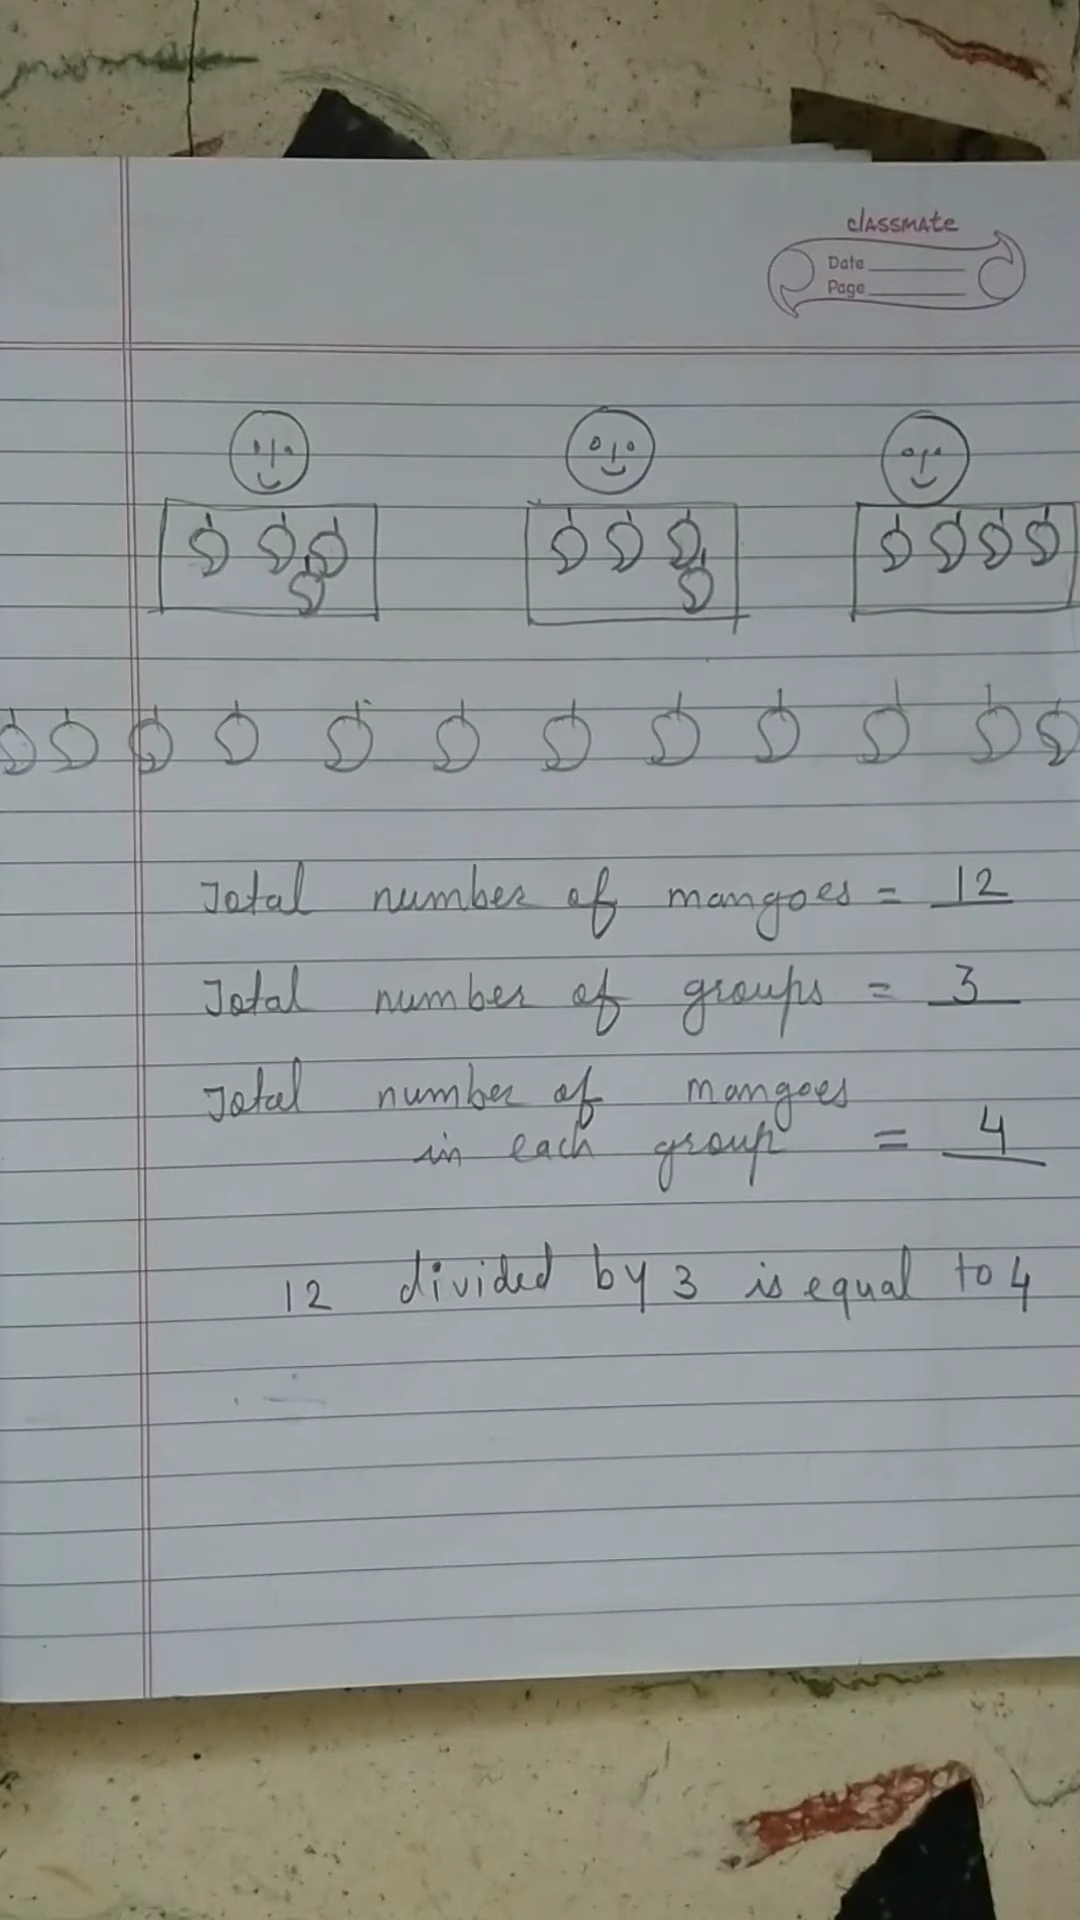 classmate
Date
Page
Total number of mangoes = 12
Total number of groups = 3
Total number of mangoes
in each group = 4
12 divided by 3 is equal to 4